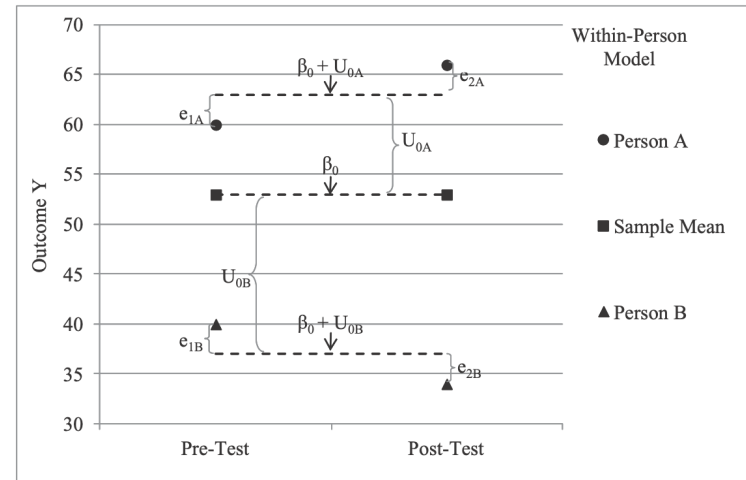 70
65
60
55
50
45
40
35
30
Outcome Y
Pre-Test
Post-Test
β₀ + U₀A
e₁A
e₂A
U₀A
β₀
U₀B
β₀ + U₀B
e₁B
e₂B
Within-Person
Model
Person A
Sample Mean
Person B